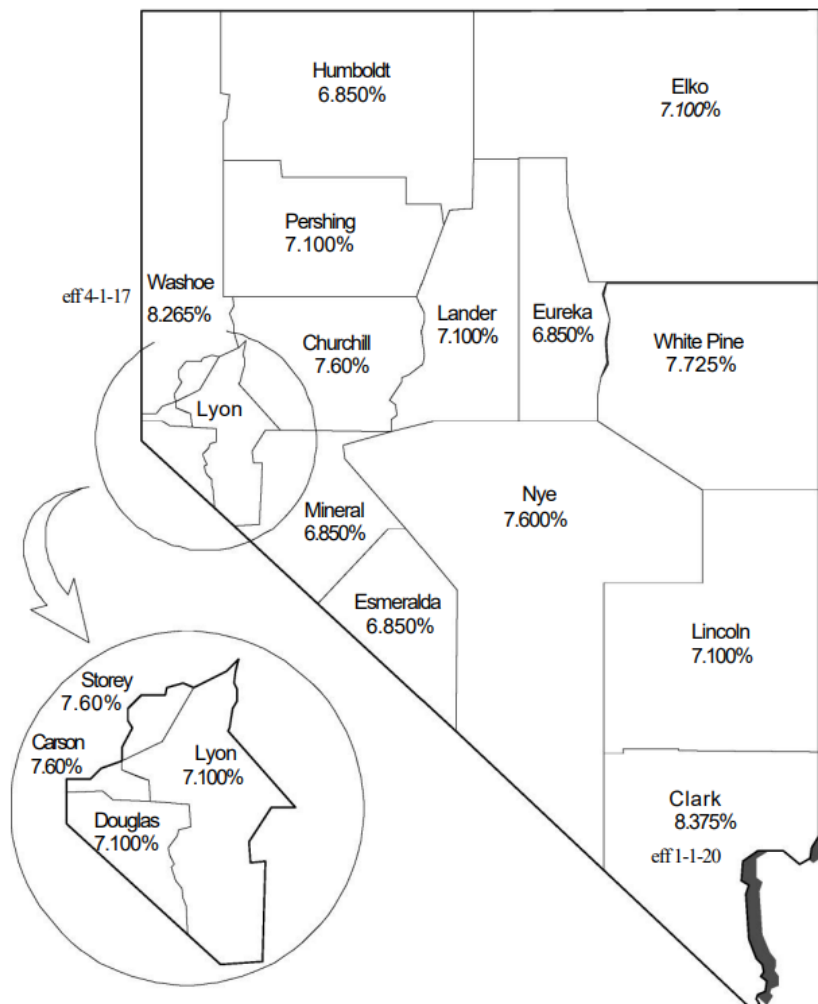 Humboldt
6.850%
Elko
7.100%
Pershing
7.100%
Washoe
eff 4-1-17
8.265%
Churchill
7.60%
Lander
7.100%
Eureka
6.850%
White Pine
7.725%
Lyon
Mineral
6.850%
Nye
7.600%
Esmeralda
6.850%
Lincoln
7.100%
Storey
7.60%
Carson
7.60%
Lyon
7.100%
Douglas
7.100%
Clark
8.375%
eff 1-1-20